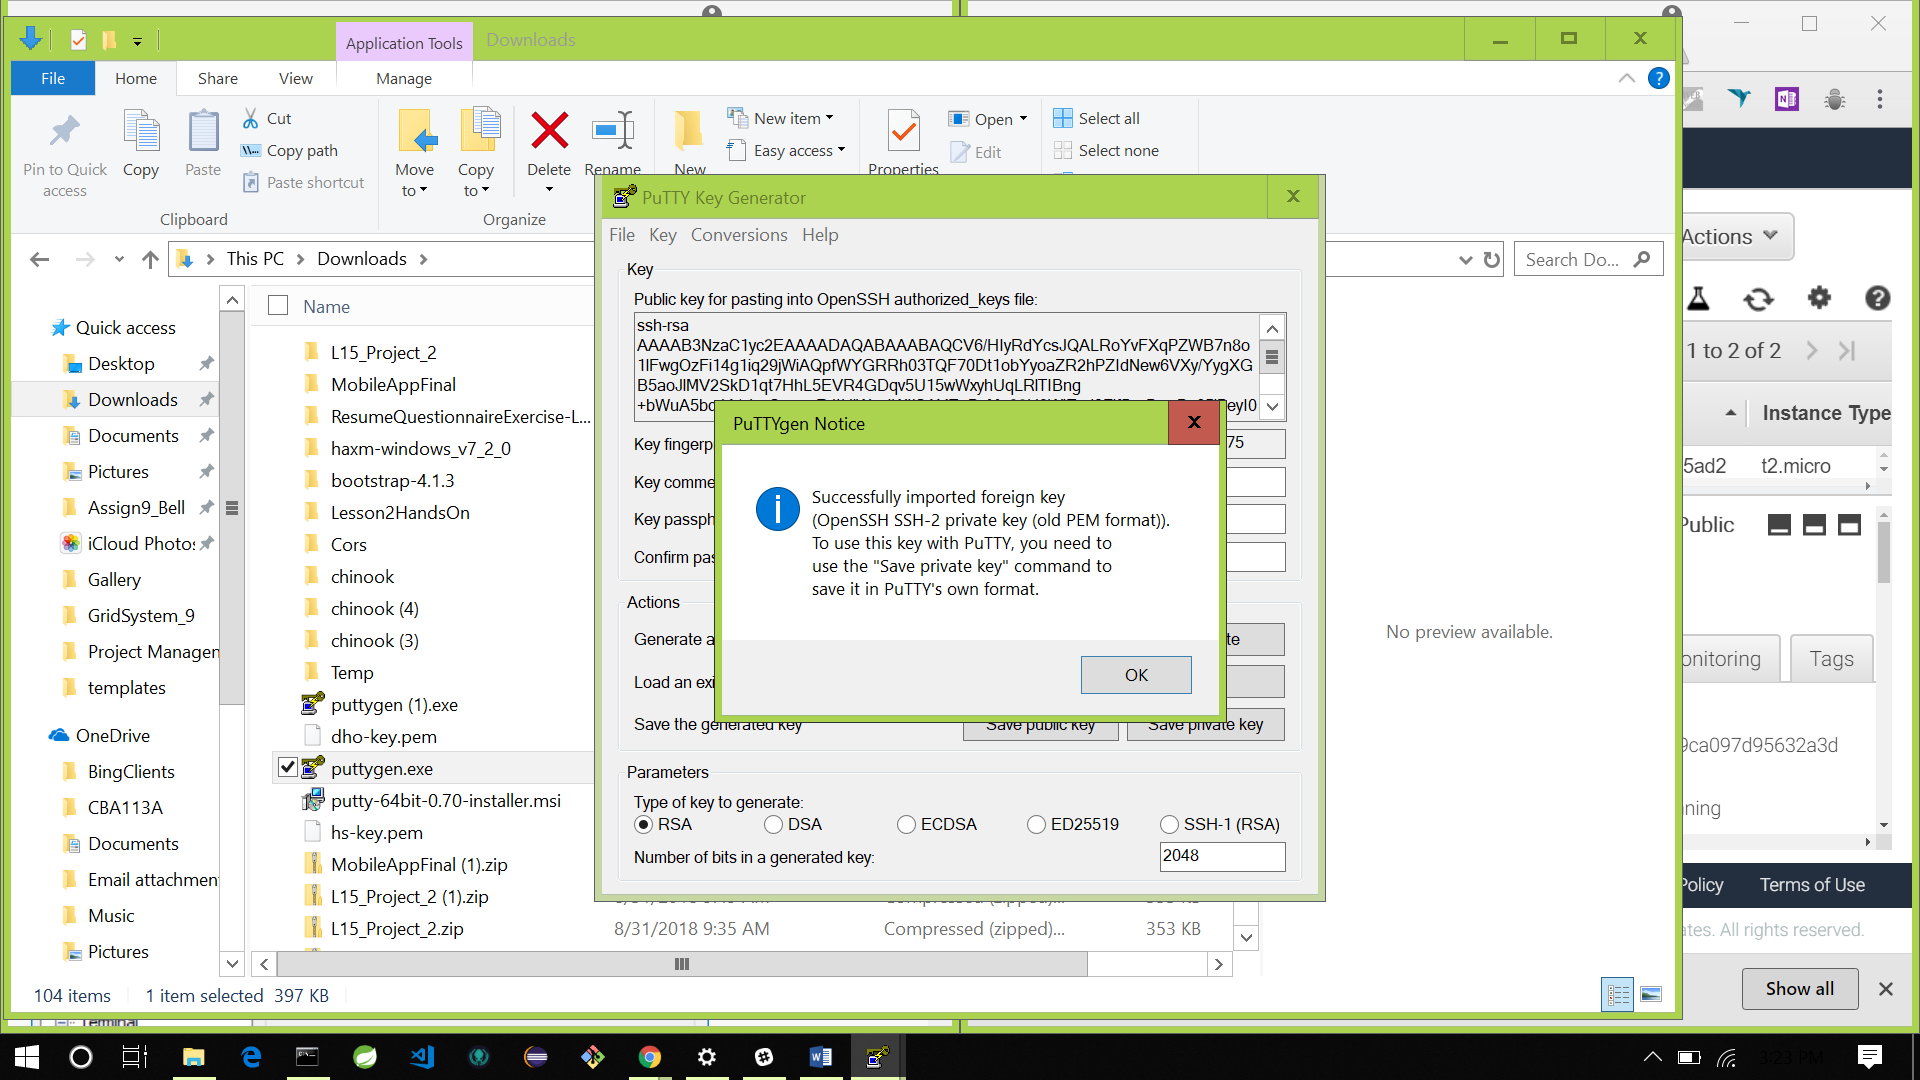 Application Tools
Downloads
File
Home
Share
View
Manage
Pin to Quick
access
Copy
Paste
Cut
Copy path
Paste shortcut
Clipboard
Move
to
Copy
to
Delete
Rename
Organize
New
New item
Easy access
Properties
Open
Edit
Select all
Select none
This PC
Downloads
Search Do...
Quick access
Desktop
Downloads
Documents
Pictures
Assign9_Bell
iCloud Photos
Gallery
GridSystem_9
Project Managen
templates
OneDrive
BingClients
CBA113A
Documents
Email attachmen
Music
Pictures
Name
L15_Project_2
MobileAppFinal
ResumeQuestionnaireExercise-L...
haxm-windows_v7_2_0
bootstrap-4.1.3
Lesson2HandsOn
Cors
chinook
chinook (4)
chinook (3)
Temp
puttygen (1).exe
dho-key.pem
puttygen.exe
putty-64bit-0.70-installer.msi
hs-key.pem
MobileAppFinal (1).zip
L15_Project_2 (1).zip
L15_Project_2.zip
8/31/2018 9:35 AM
Compressed (zipped)...
353 KB
104 items
1 item selected 397 KB
No preview available.
PuTTY Key Generator
File Key Conversions Help
Key
Public key for pasting into OpenSSH authorized_keys file:
ssh-rsa
Key fingerp
75
Key comme
Key passph
Confirm pas
Actions
Generate a
te
Load an exi
Save the generated key
Save public key
Save private key
Parameters
Type of key to generate:
RSA
DSA
ECDSA
ED25519
SSH-1 (RSA)
Number of bits in a generated key:
2048
PuTTYgen Notice
Successfully imported foreign key
(OpenSSH SSH-2 private key (old PEM format)).
To use this key with PuTTY, you need to
use the "Save private key" command to
save it in PuTTY's own format.
OK
Actions
1 to 2 of 2
Instance Type
5ad2
t2.micro
Public
onitoring
Tags
9ca097d95632a3d
ning
Policy
Terms of Use
ates. All rights reserved.
Show all
Terminal
3:23 PM